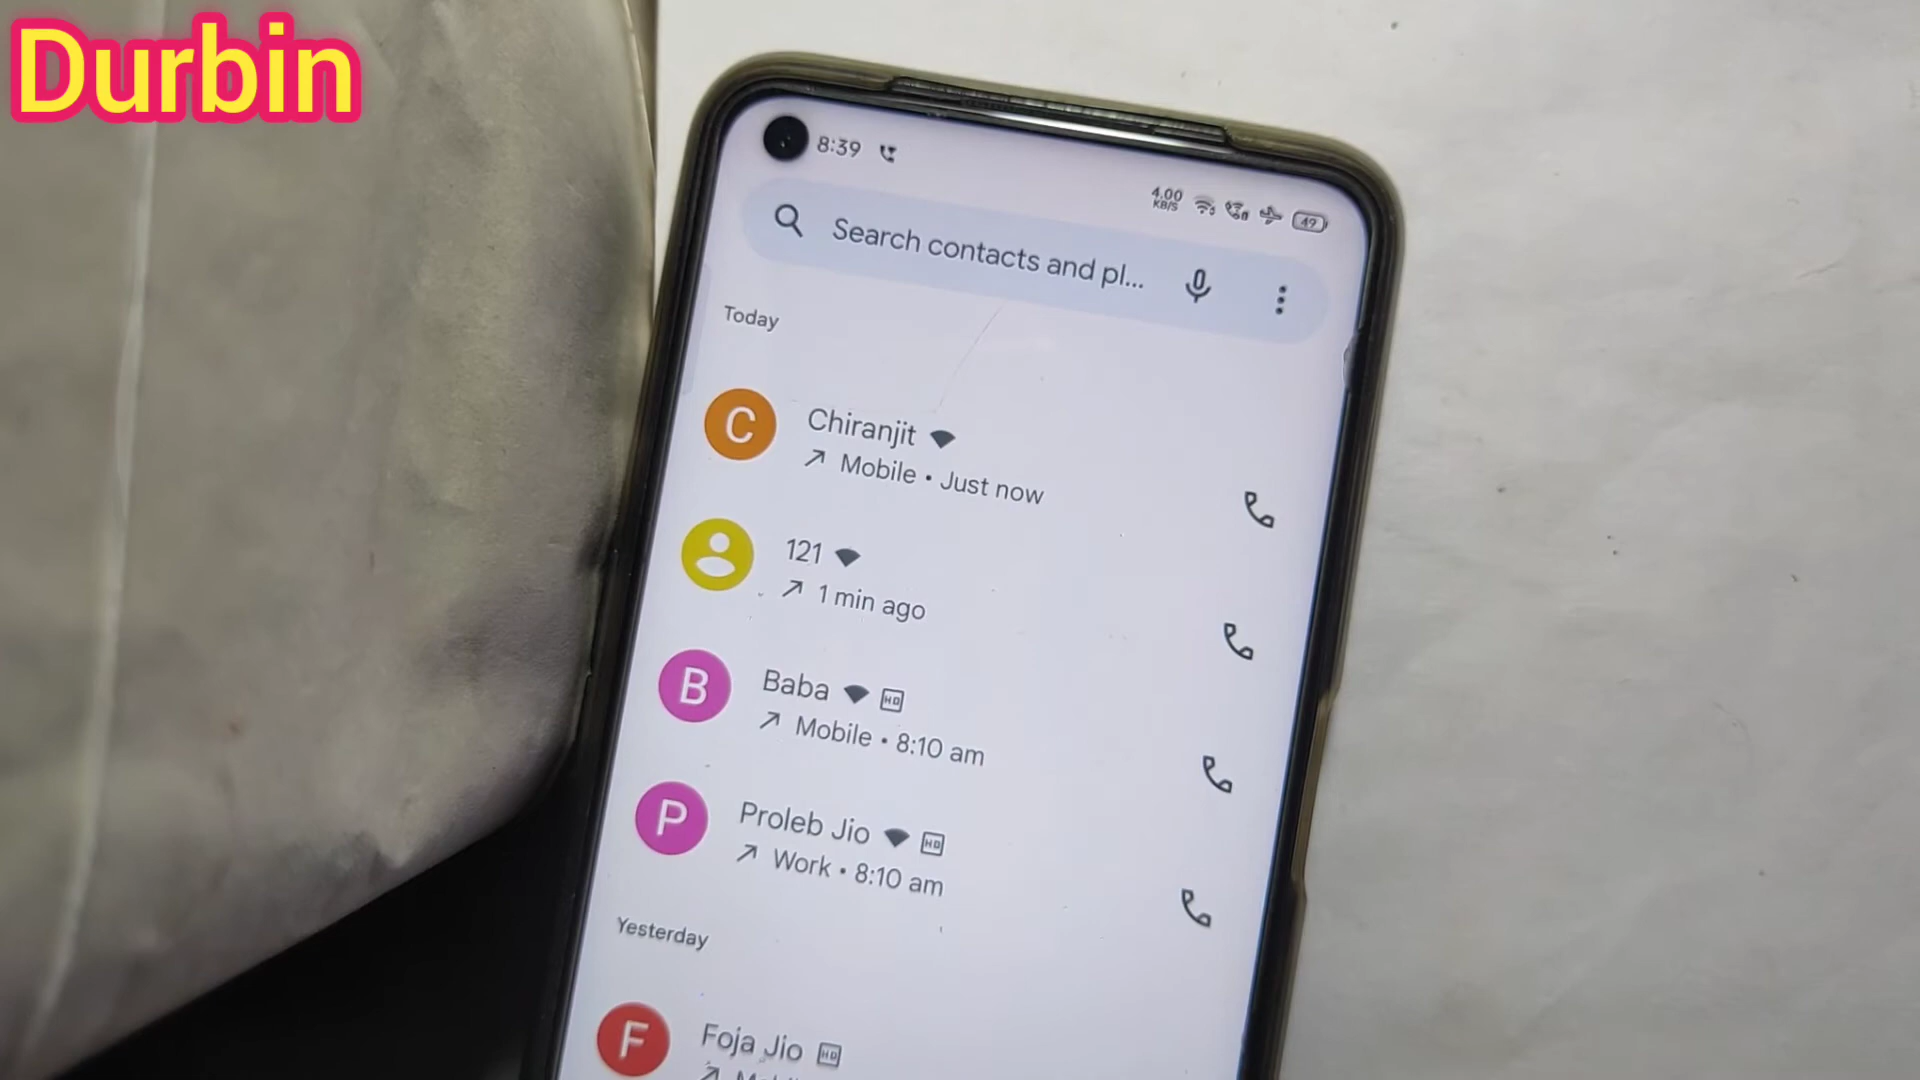 Durbin
8:39
4.00
KB/S
49
Search contacts and pl...
Today
C
Chiranjit
Mobile • Just now
121
1 min ago
B
Baba HD
Mobile • 8:10 am
P
Proleb Jio HD
Work • 8:10 am
Yesterday
F
Foja Jio HD